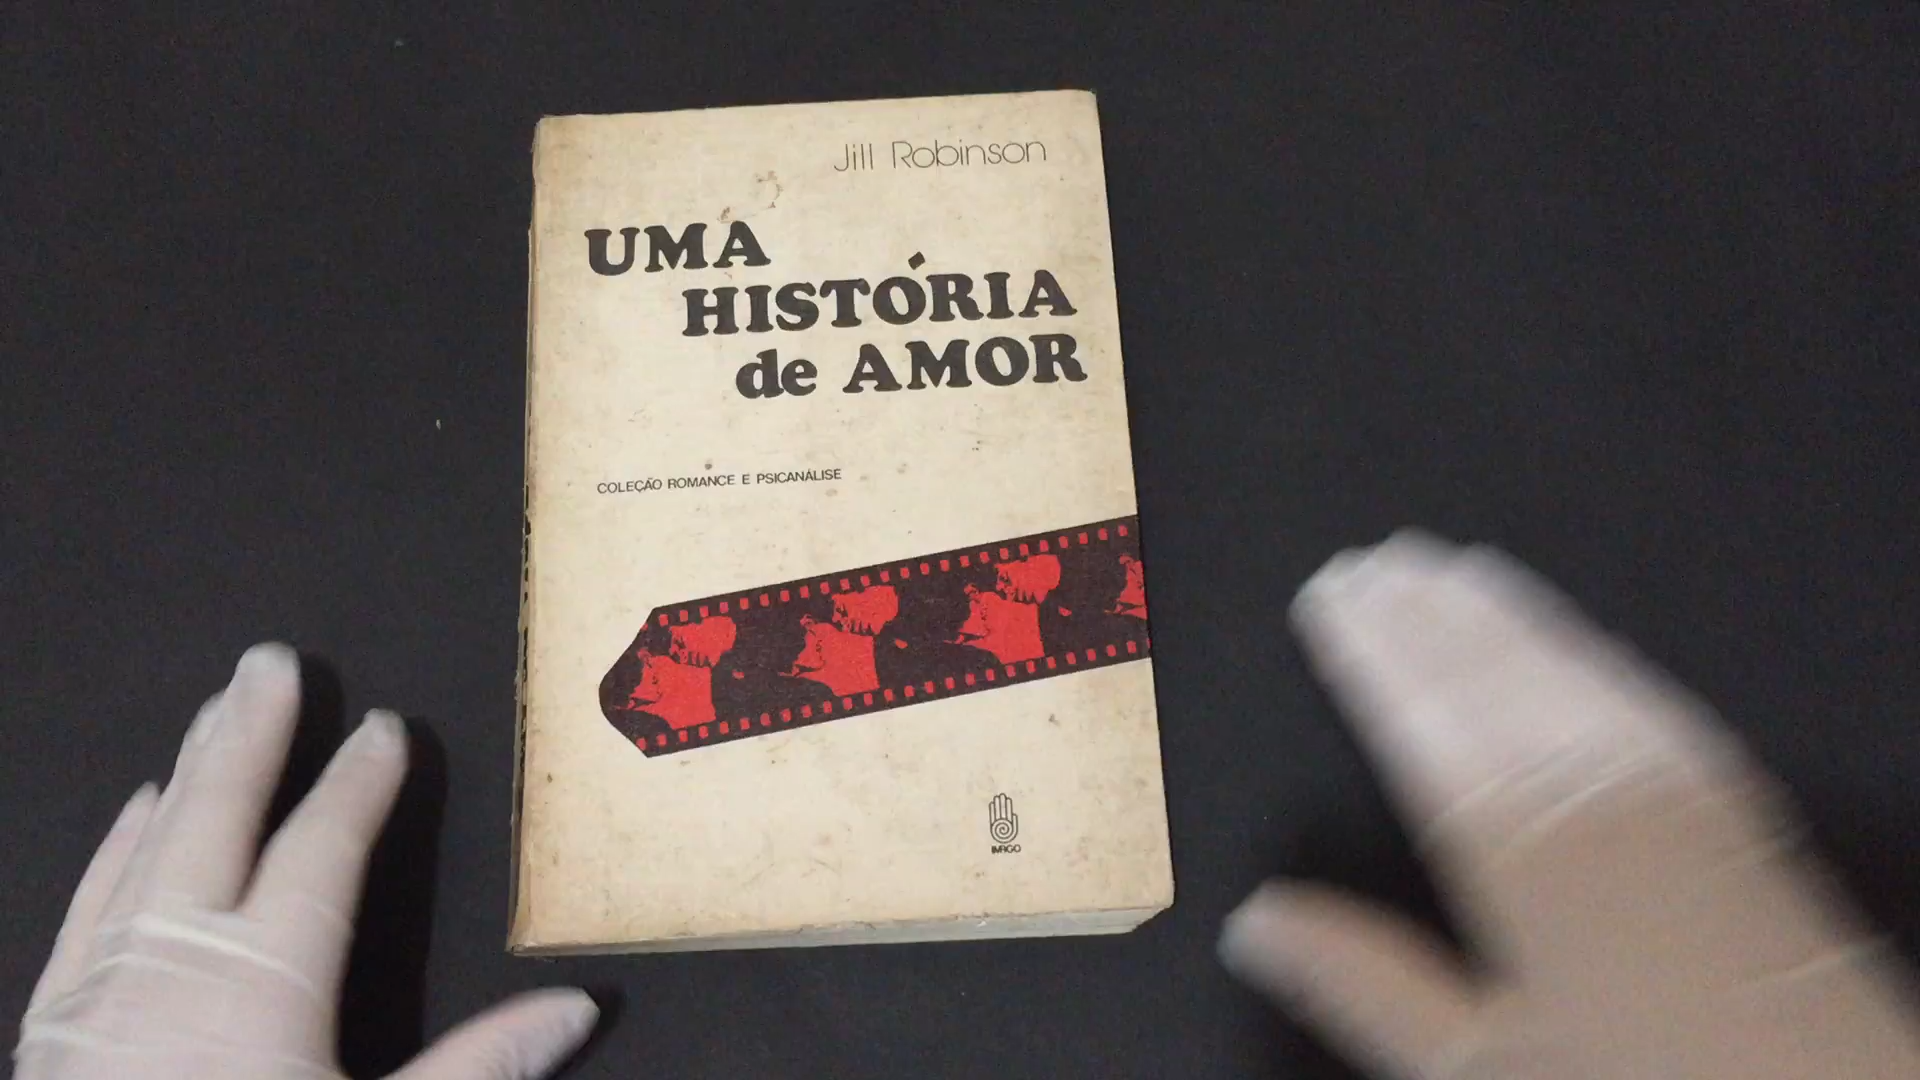 Jill Robinson
UMA
HISTÓRIA
de AMOR
COLEÇÃO ROMANCE E PSICANÁLISE
IMAGO